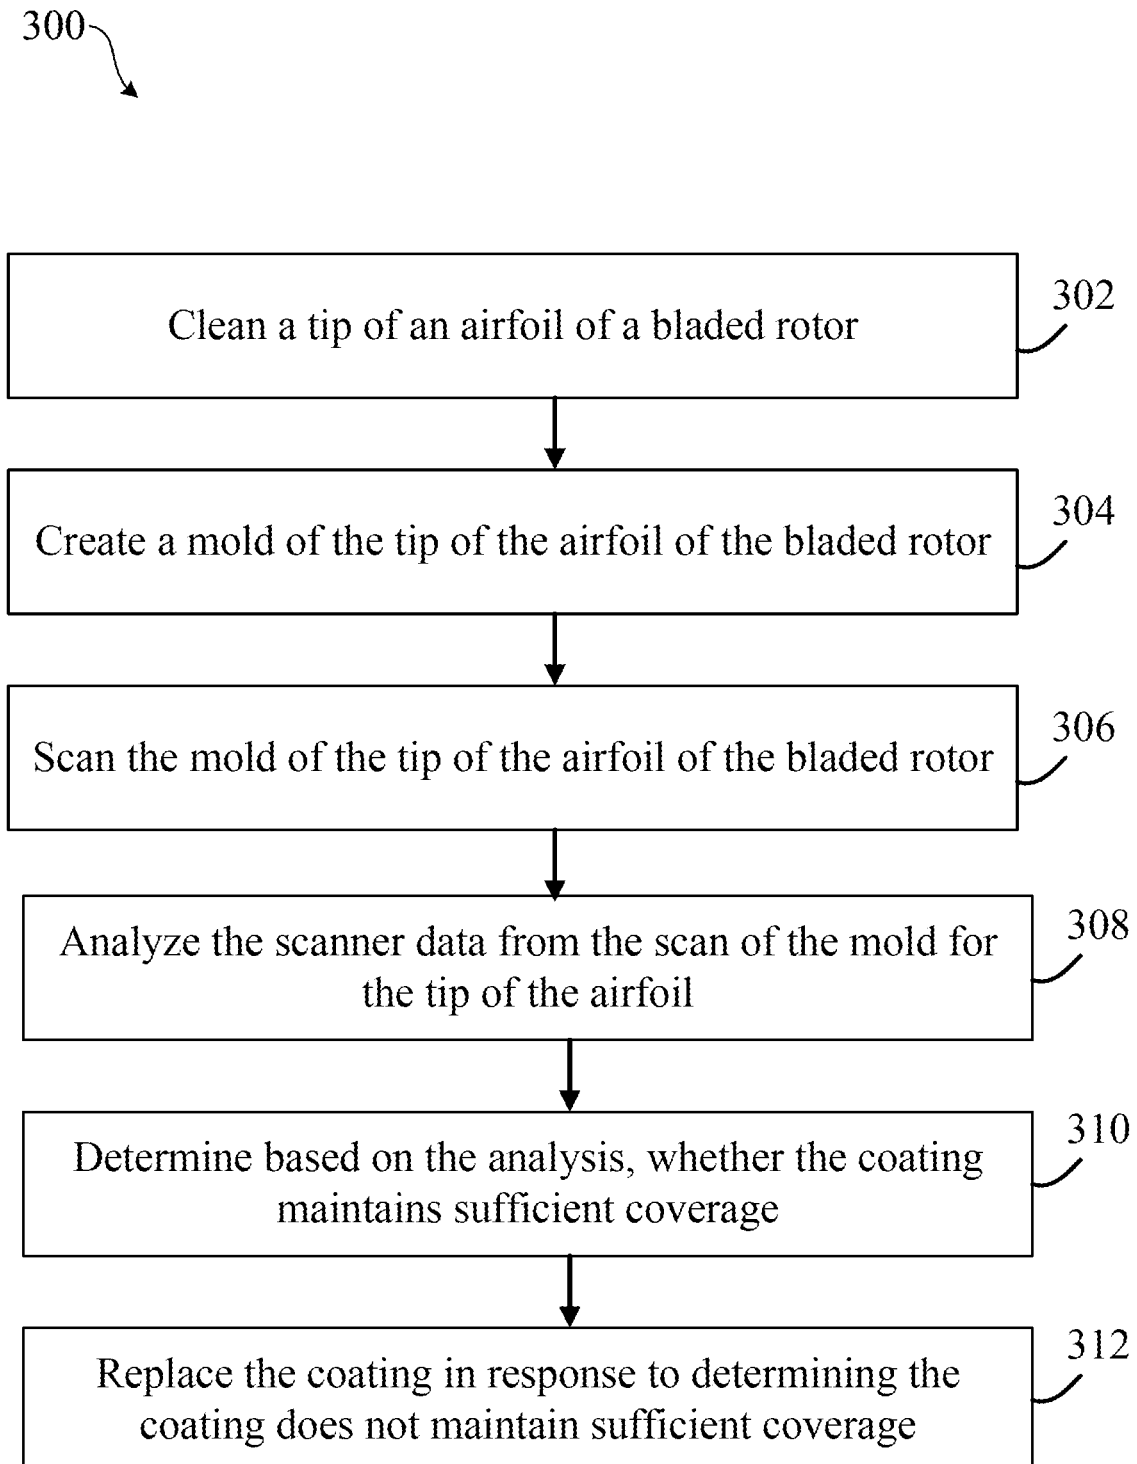 300
Clean a tip of an airfoil of a bladed rotor
302
Create a mold of the tip of the airfoil of the bladed rotor
304
Scan the mold of the tip of the airfoil of the bladed rotor
306
Analyze the scanner data from the scan of the mold for
the tip of the airfoil
308
Determine based on the analysis, whether the coating
maintains sufficient coverage
310
Replace the coating in response to determining the
coating does not maintain sufficient coverage
312